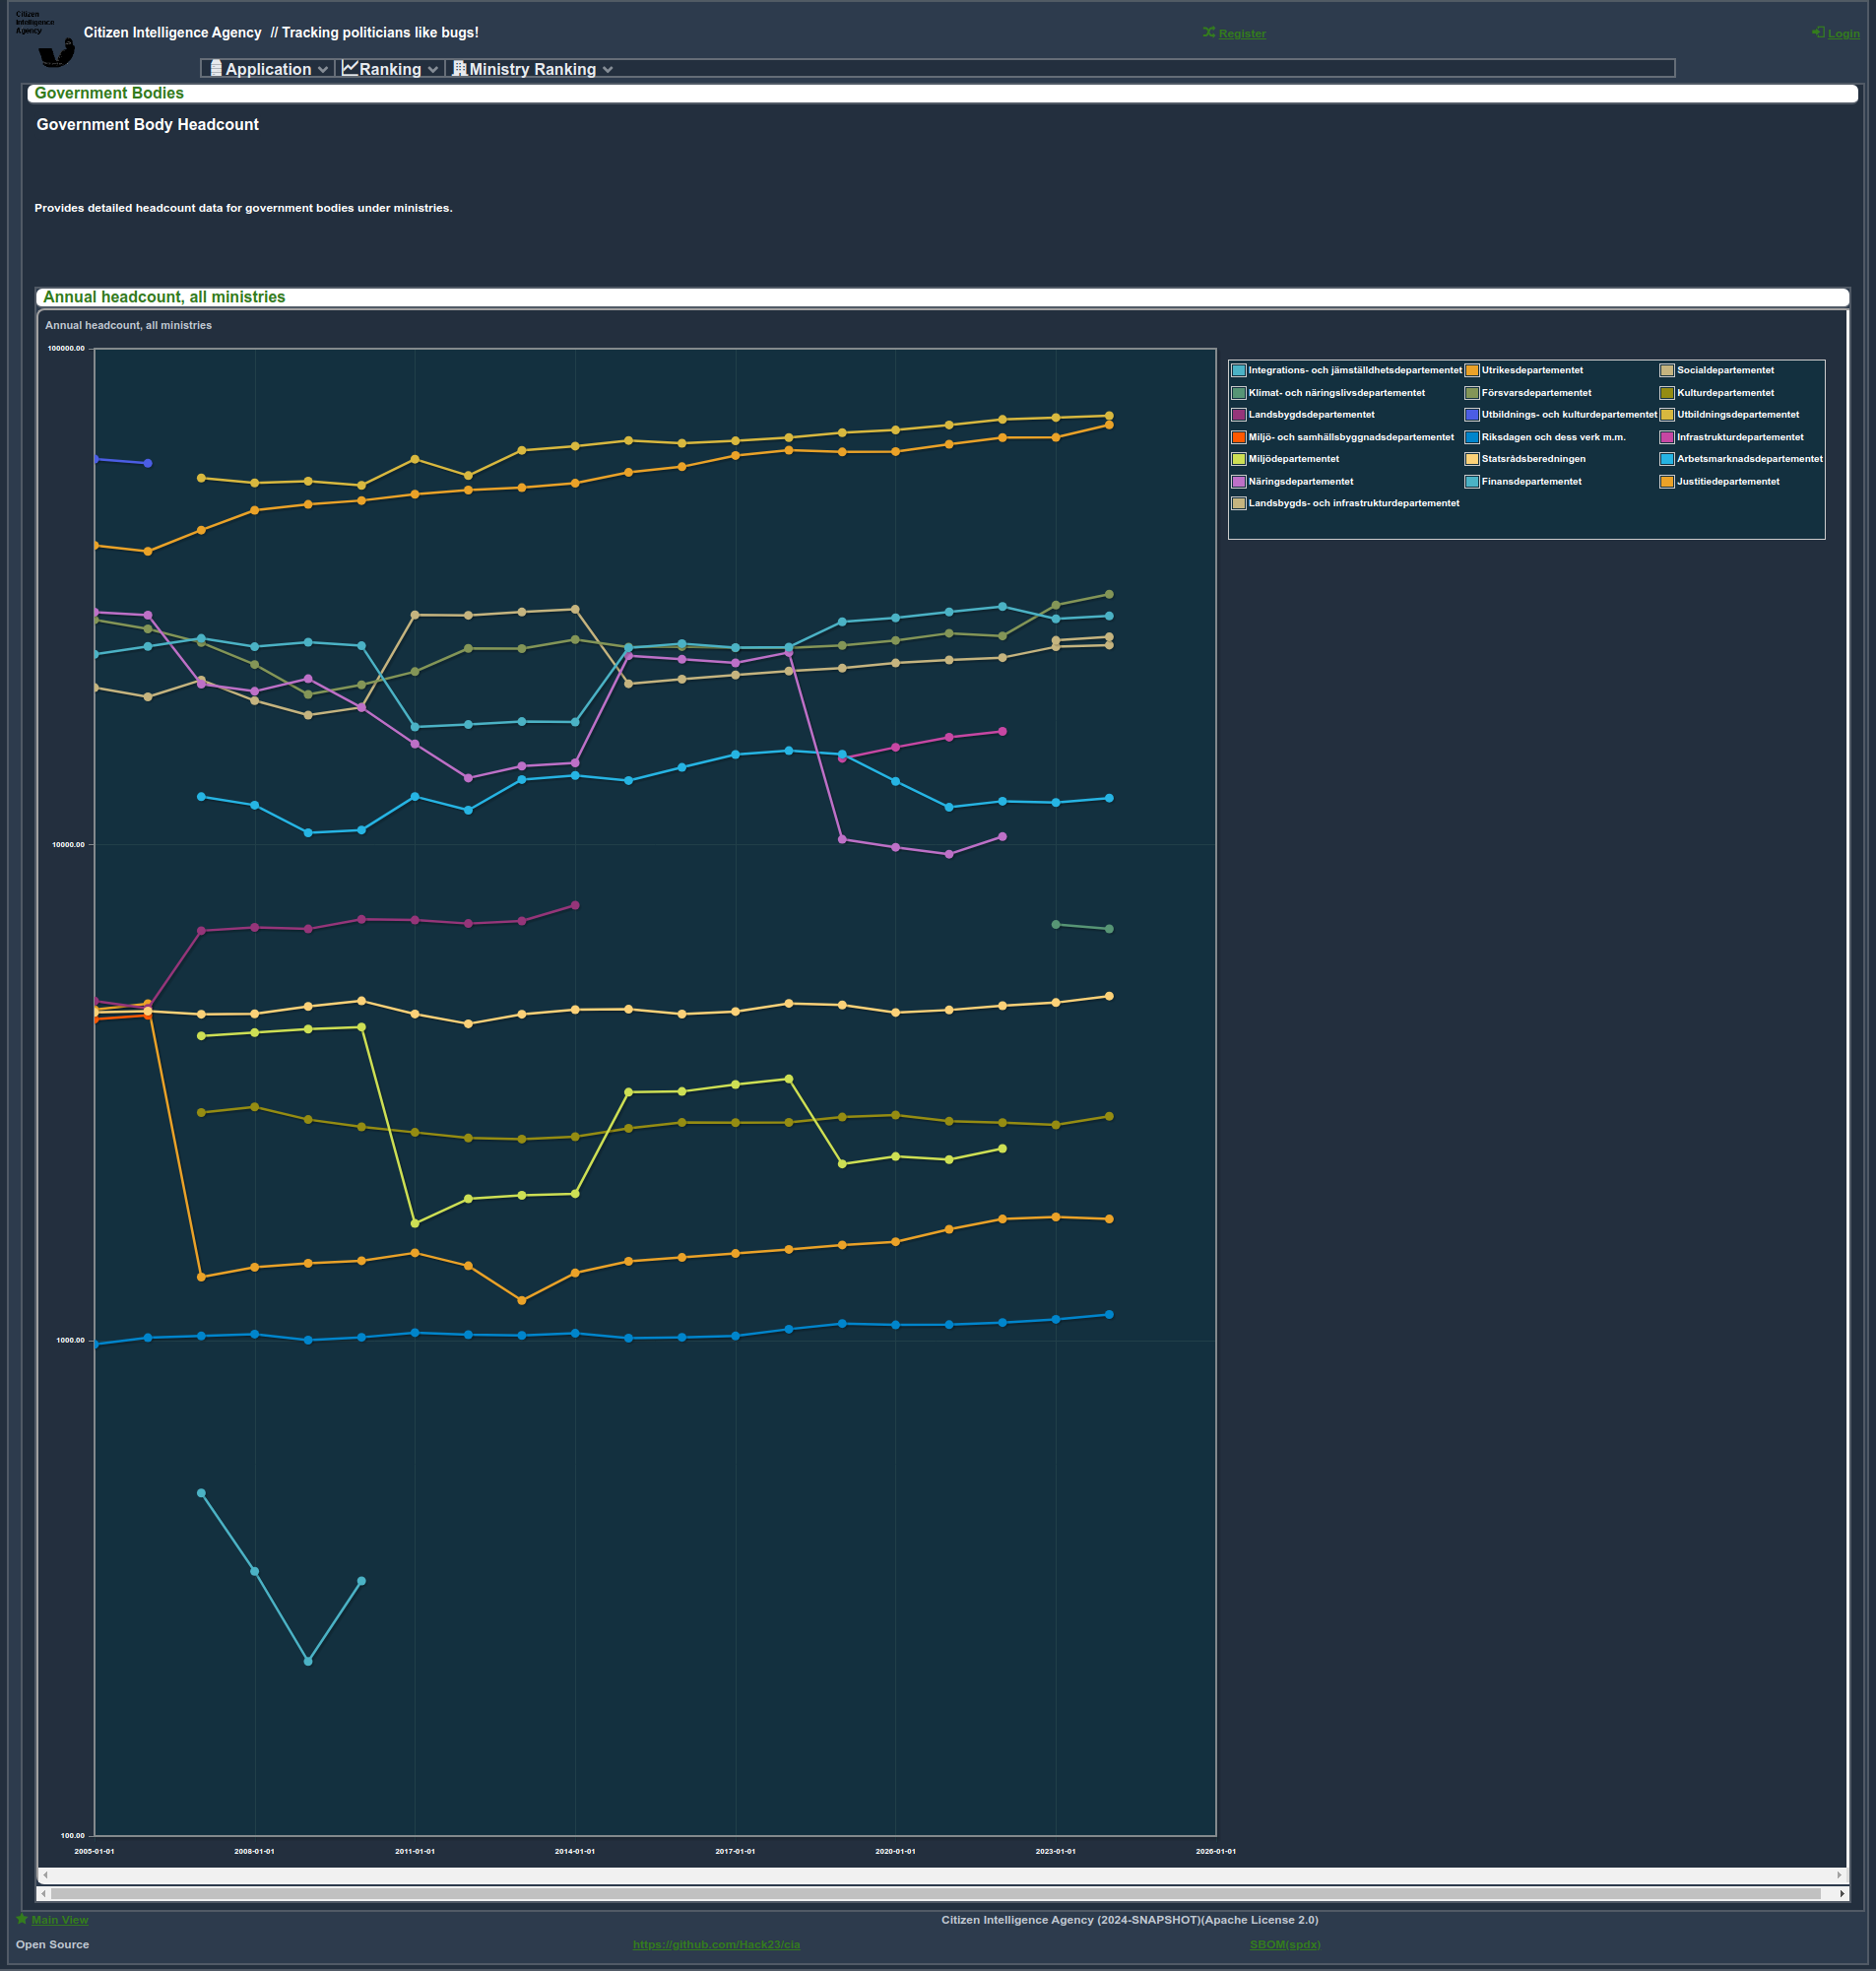 Citizen
Intelligence
Agency
Citizen Intelligence Agency // Tracking politicians like bugs!
Register
Login
Application
Ranking
Ministry Ranking
Government Bodies
Government Body Headcount
Provides detailed headcount data for government bodies under ministries.
Annual headcount, all ministries
Annual headcount, all ministries
100000.00
10000.00
1000.00
100.00
2005-01-01 2008-01-01 2011-01-01 2014-01-01 2017-01-01 2020-01-01 2023-01-01 2026-01-01
Integrations- och jämställdhetsdepartementet Utrikesdepartementet Socialdepartementet
Klimat- och näringslivsdepartementet Försvarsdepartementet Kulturdepartementet
Landsbygdsdepartementet Utbildnings- och kulturdepartementet Utbildningsdepartementet
Miljö- och samhällsbyggnadsdepartementet Riksdagen och dess verk m.m. Infrastrukturdepartementet
Miljödepartementet Statsrådsberedningen Arbetsmarknadsdepartementet
Näringsdepartementet Finansdepartementet Justitiedepartementet
Landsbygds- och infrastrukturdepartementet
Main View
Citizen Intelligence Agency (2024-SNAPSHOT)(Apache License 2.0)
Open Source
https://github.com/Hack23/cia
SBOM(spdx)